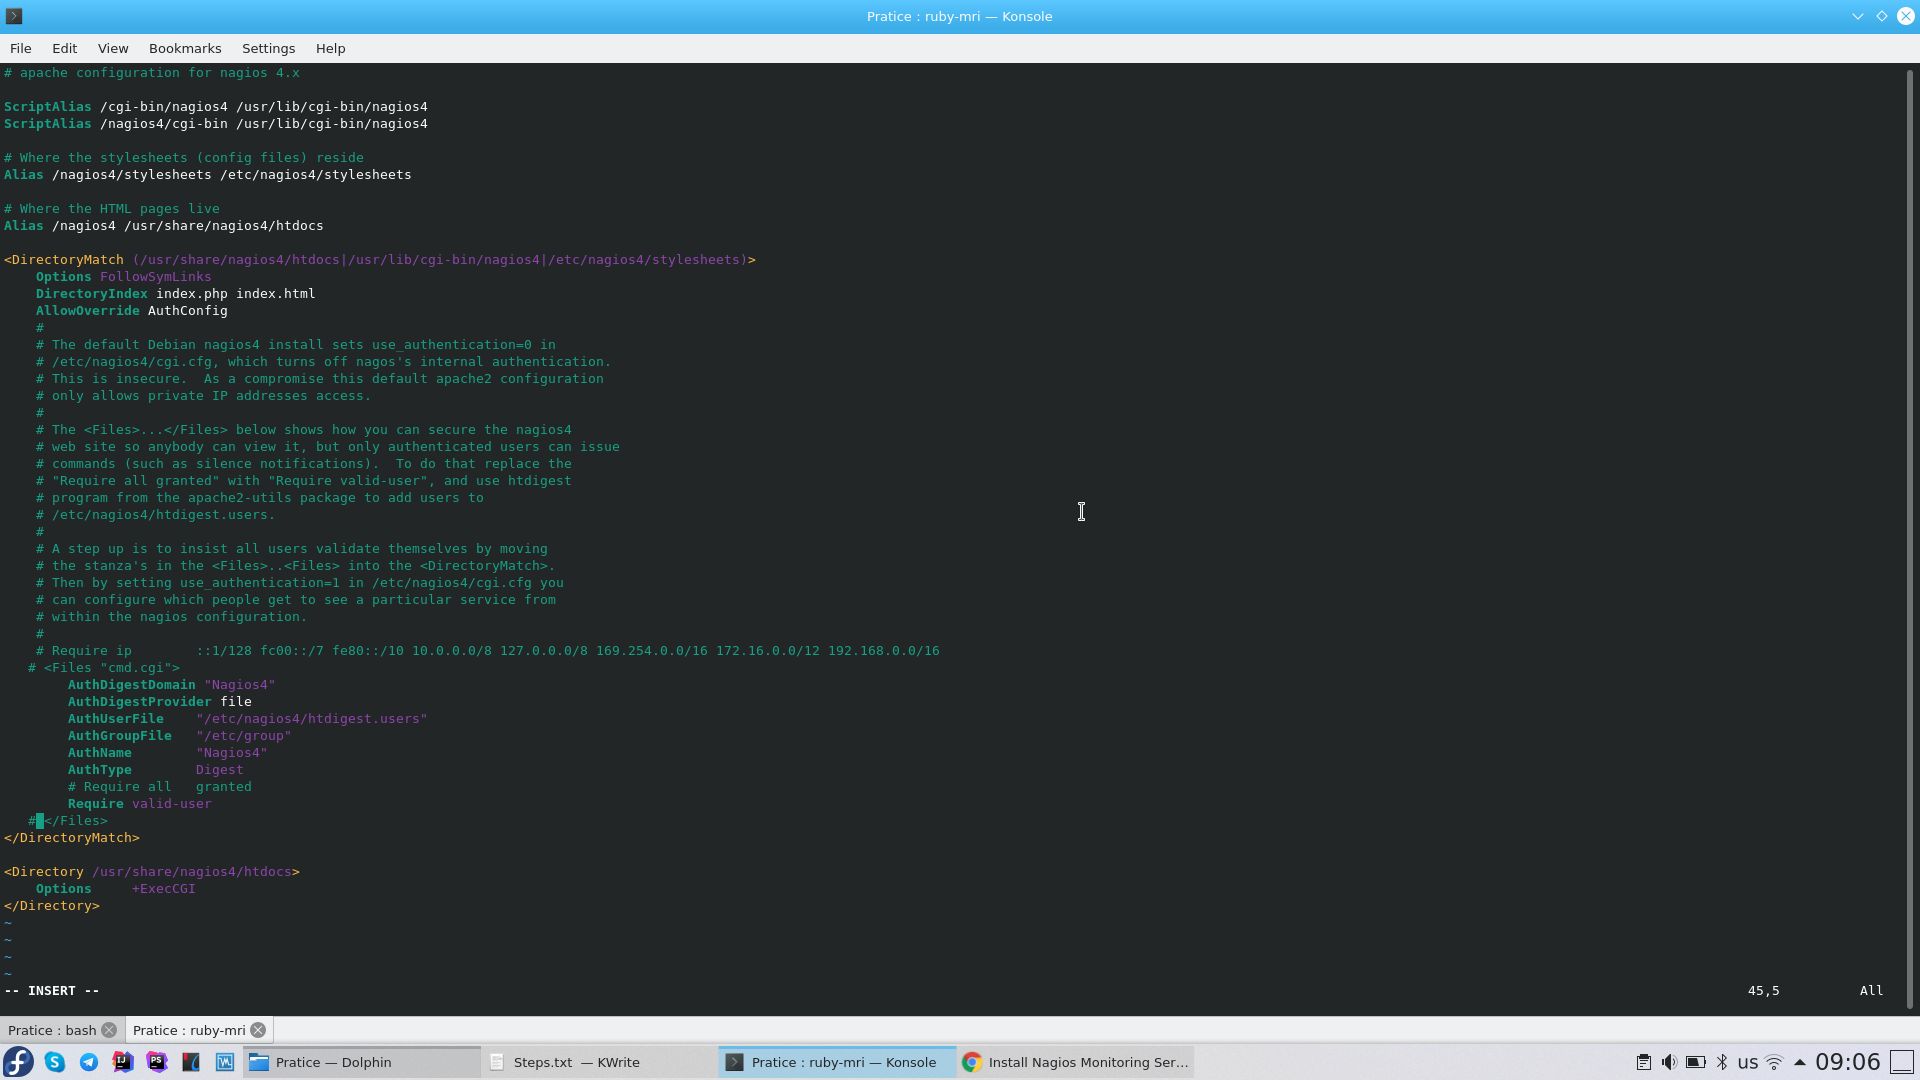 Pratice : ruby-mri — Konsole
File Edit View Bookmarks Settings Help
# apache configuration for nagios 4.x
ScriptAlias /cgi-bin/nagios4 /usr/lib/cgi-bin/nagios4
ScriptAlias /nagios4/cgi-bin /usr/lib/cgi-bin/nagios4
# Where the stylesheets (config files) reside
Alias /nagios4/stylesheets /etc/nagios4/stylesheets
# Where the HTML pages live
Alias /nagios4 /usr/share/nagios4/htdocs
<DirectoryMatch (/usr/share/nagios4/htdocs|/usr/lib/cgi-bin/nagios4|/etc/nagios4/stylesheets)>
    Options FollowSymLinks
    DirectoryIndex index.php index.html
    AllowOverride AuthConfig
    #
    # The default Debian nagios4 install sets use_authentication=0 in
    # /etc/nagios4/cgi.cfg, which turns off nagos's internal authentication.
    # This is insecure.  As a compromise this default apache2 configuration
    # only allows private IP addresses access.
    #
    # The <Files>...</Files> below shows how you can secure the nagios4
    # web site so anybody can view it, but only authenticated users can issue
    # commands (such as silence notifications).  To do that replace the
    # "Require all granted" with "Require valid-user", and use htdigest
    # program from the apache2-utils package to add users to
    # /etc/nagios4/htdigest.users.
    #
    # A step up is to insist all users validate themselves by moving
    # the stanza's in the <Files>..<Files> into the <DirectoryMatch>.
    # Then by setting use_authentication=1 in /etc/nagios4/cgi.cfg you
    # can configure which people get to see a particular service from
    # within the nagios configuration.
    #
    # Require ip        ::1/128 fc00::/7 fe80::/10 10.0.0.0/8 127.0.0.0/8 169.254.0.0/16 172.16.0.0/12 192.168.0.0/16
   # <Files "cmd.cgi">
        AuthDigestDomain "Nagios4"
        AuthDigestProvider file
        AuthUserFile    "/etc/nagios4/htdigest.users"
        AuthGroupFile   "/etc/group"
        AuthName        "Nagios4"
        AuthType        Digest
        # Require all   granted
        Require valid-user
   # </Files>
</DirectoryMatch>
<Directory /usr/share/nagios4/htdocs>
    Options     +ExecCGI
</Directory>
~
~
~
~
-- INSERT -- 45,5 All
Pratice : bash Pratice : ruby-mri
Pratice — Dolphin Steps.txt — KWrite Pratice : ruby-mri — Konsole Install Nagios Monitoring Ser... us 09:06